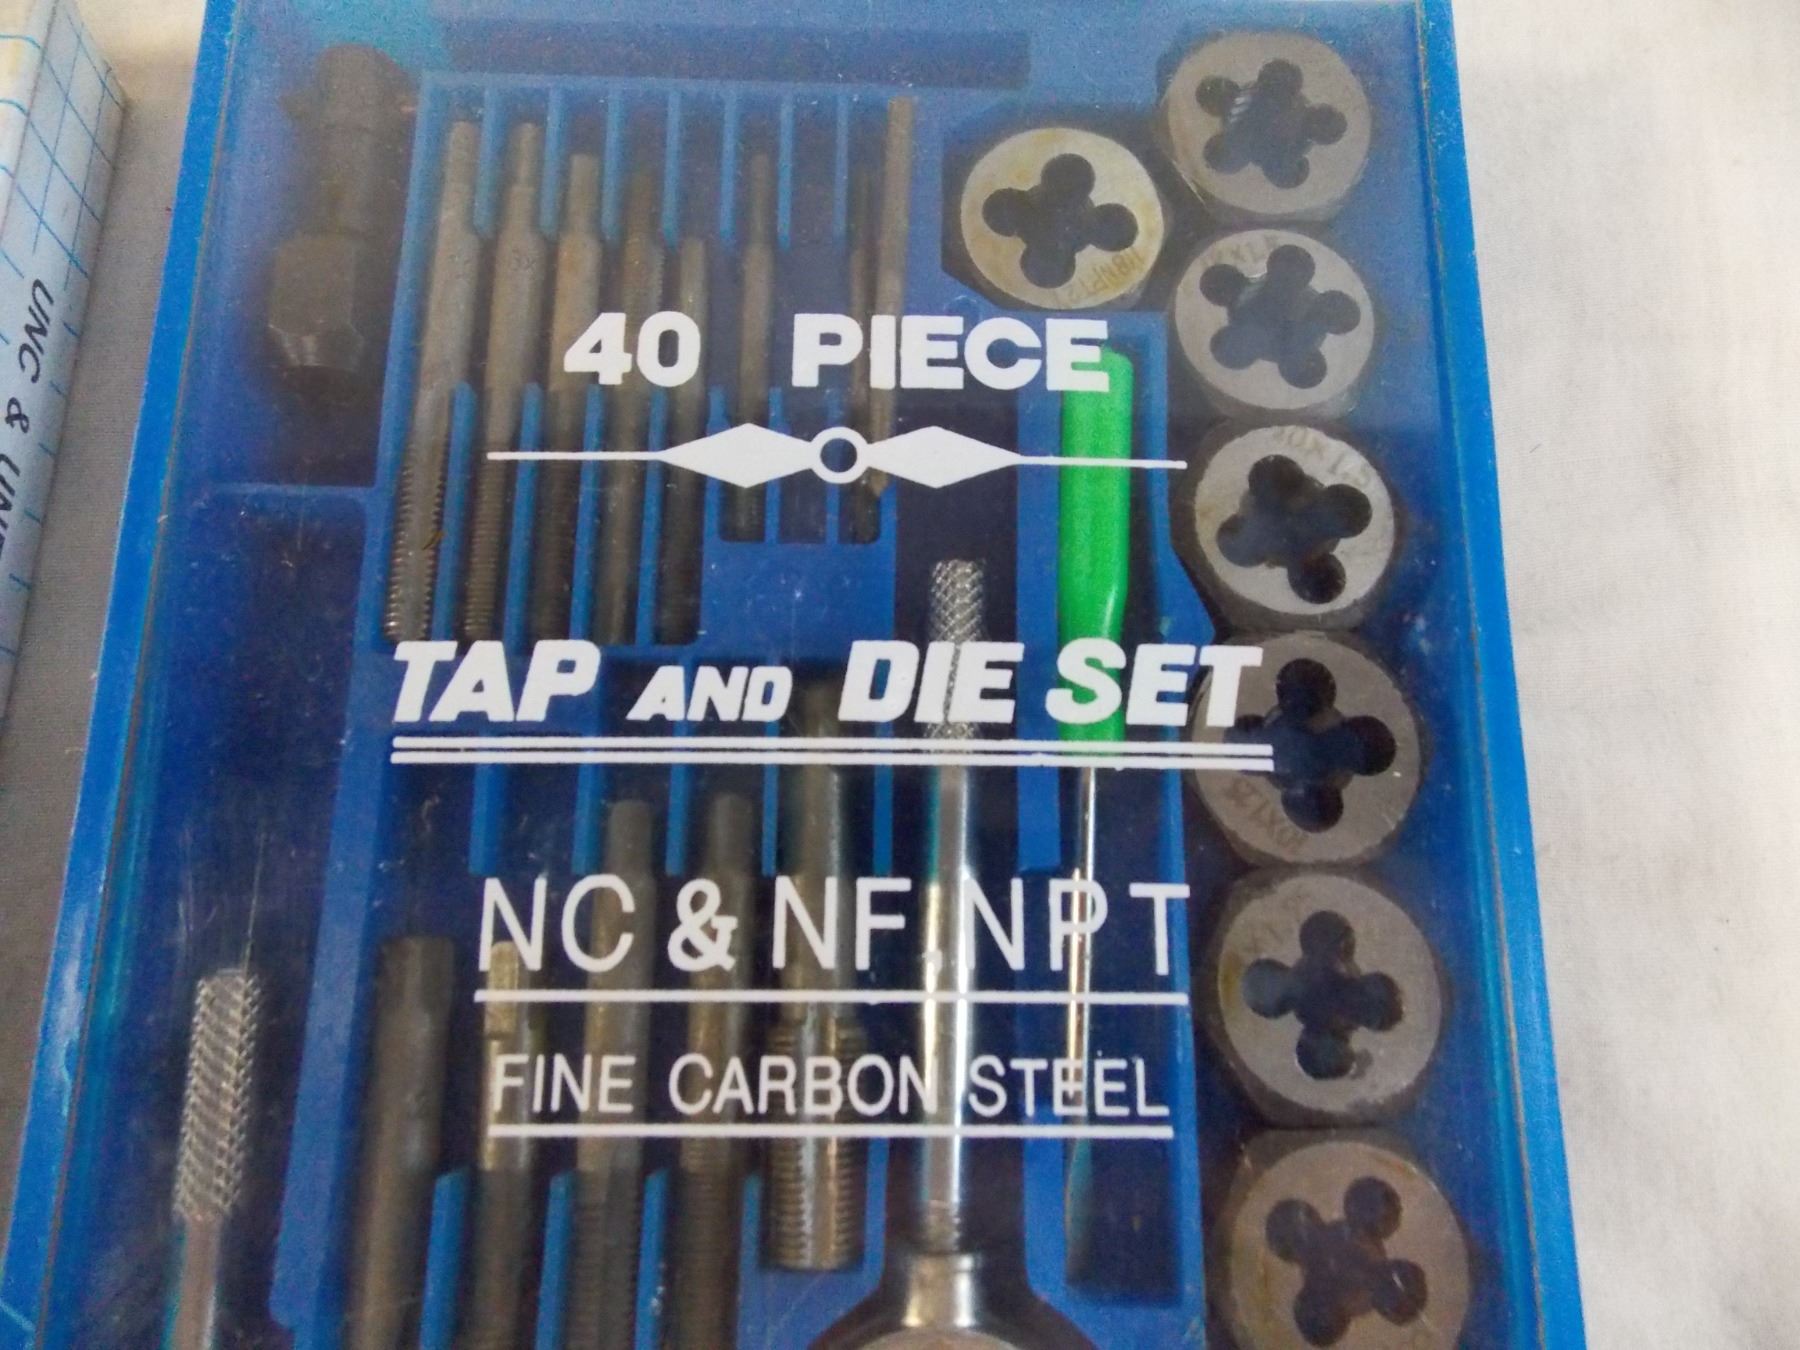 40 PIECE
TAP AND DIE SET
NC & NF NPT
FINE CARBON STEEL
UNC &